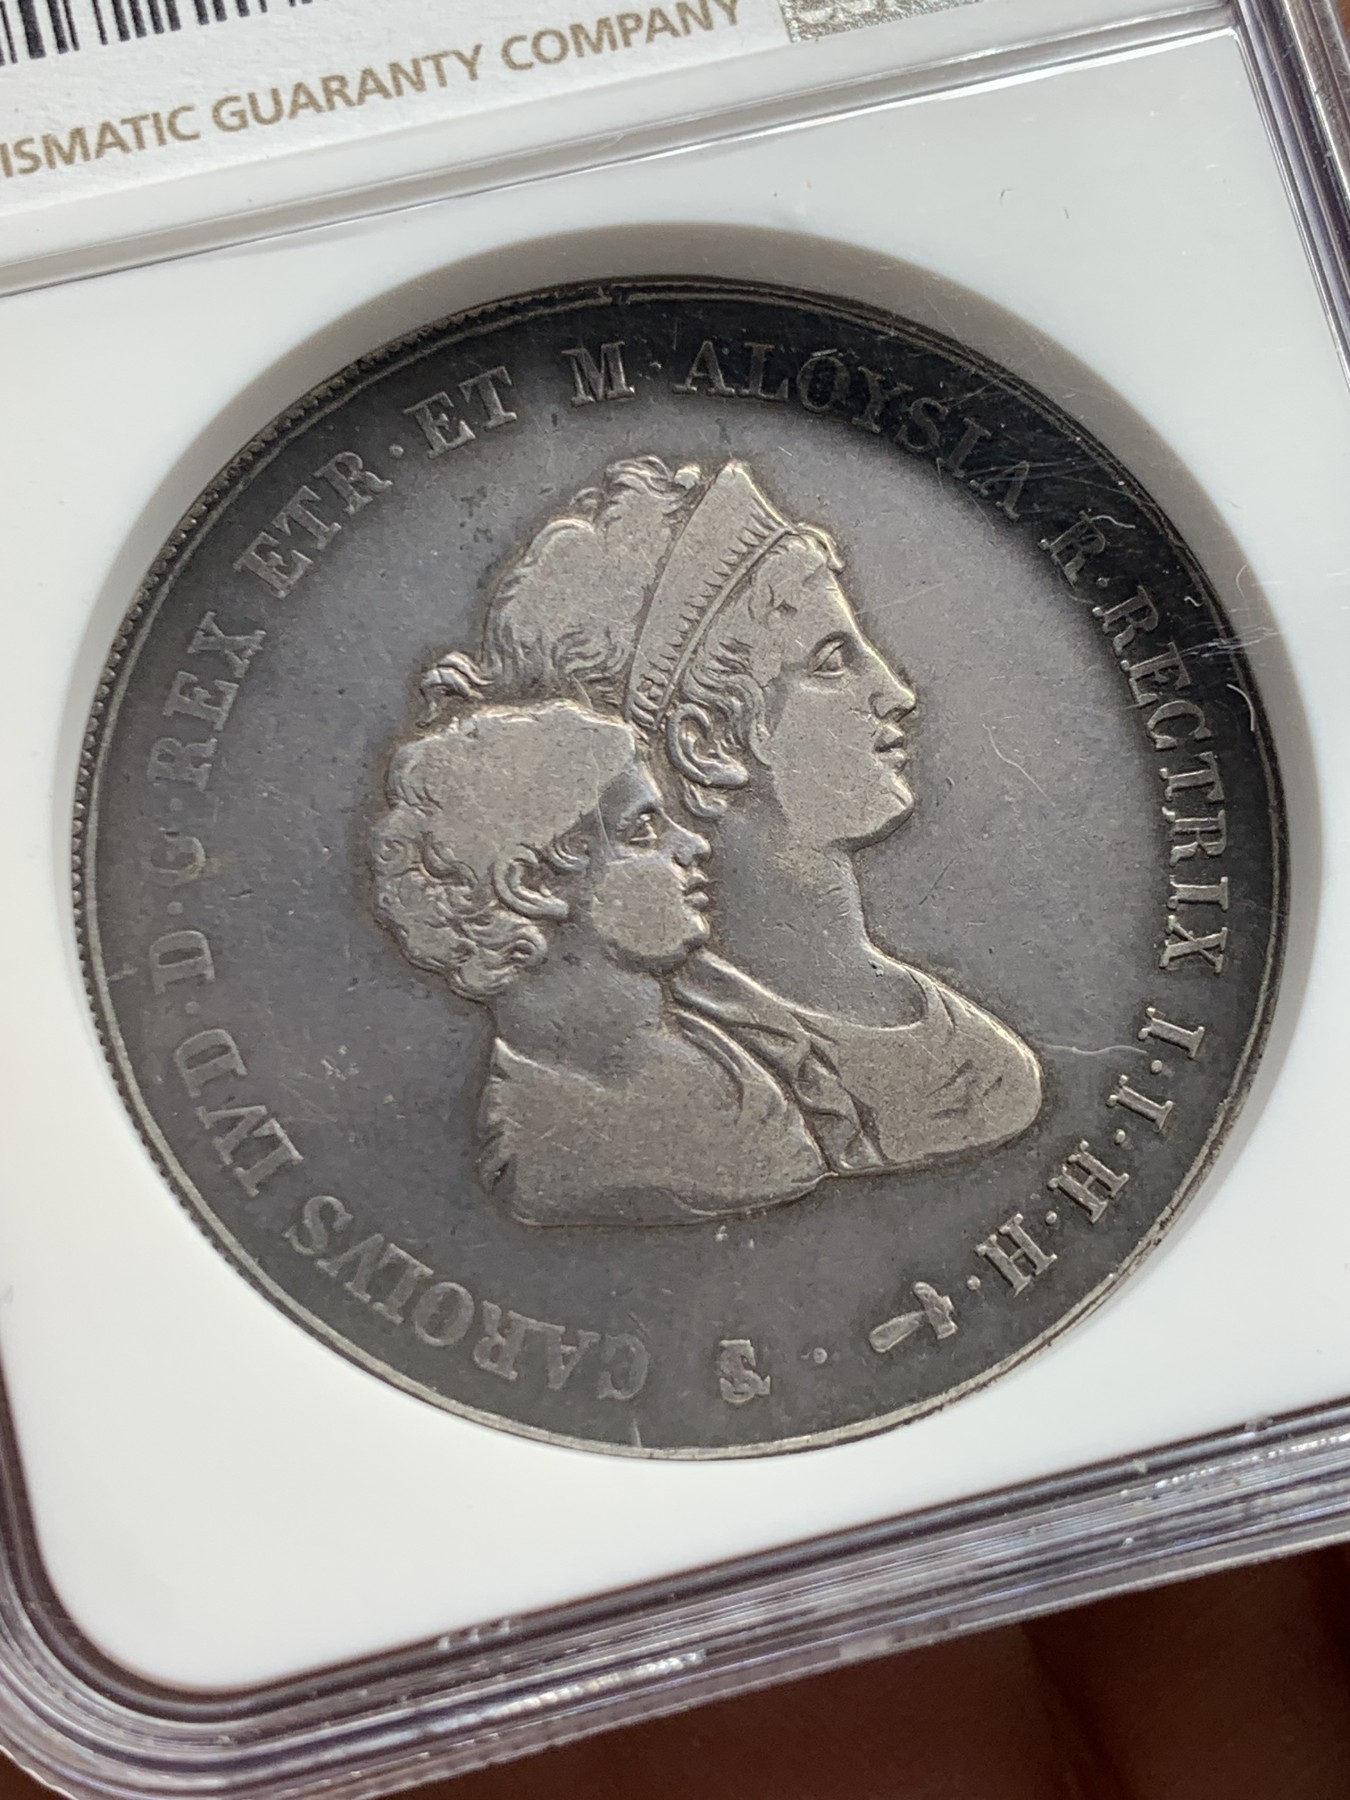 ISMATIC GUARANTY COMPANY
CAROLVS LVD · D · G · REX ETR · ET M · ALOYSIA R · RECTRIX I · I · H · H ·